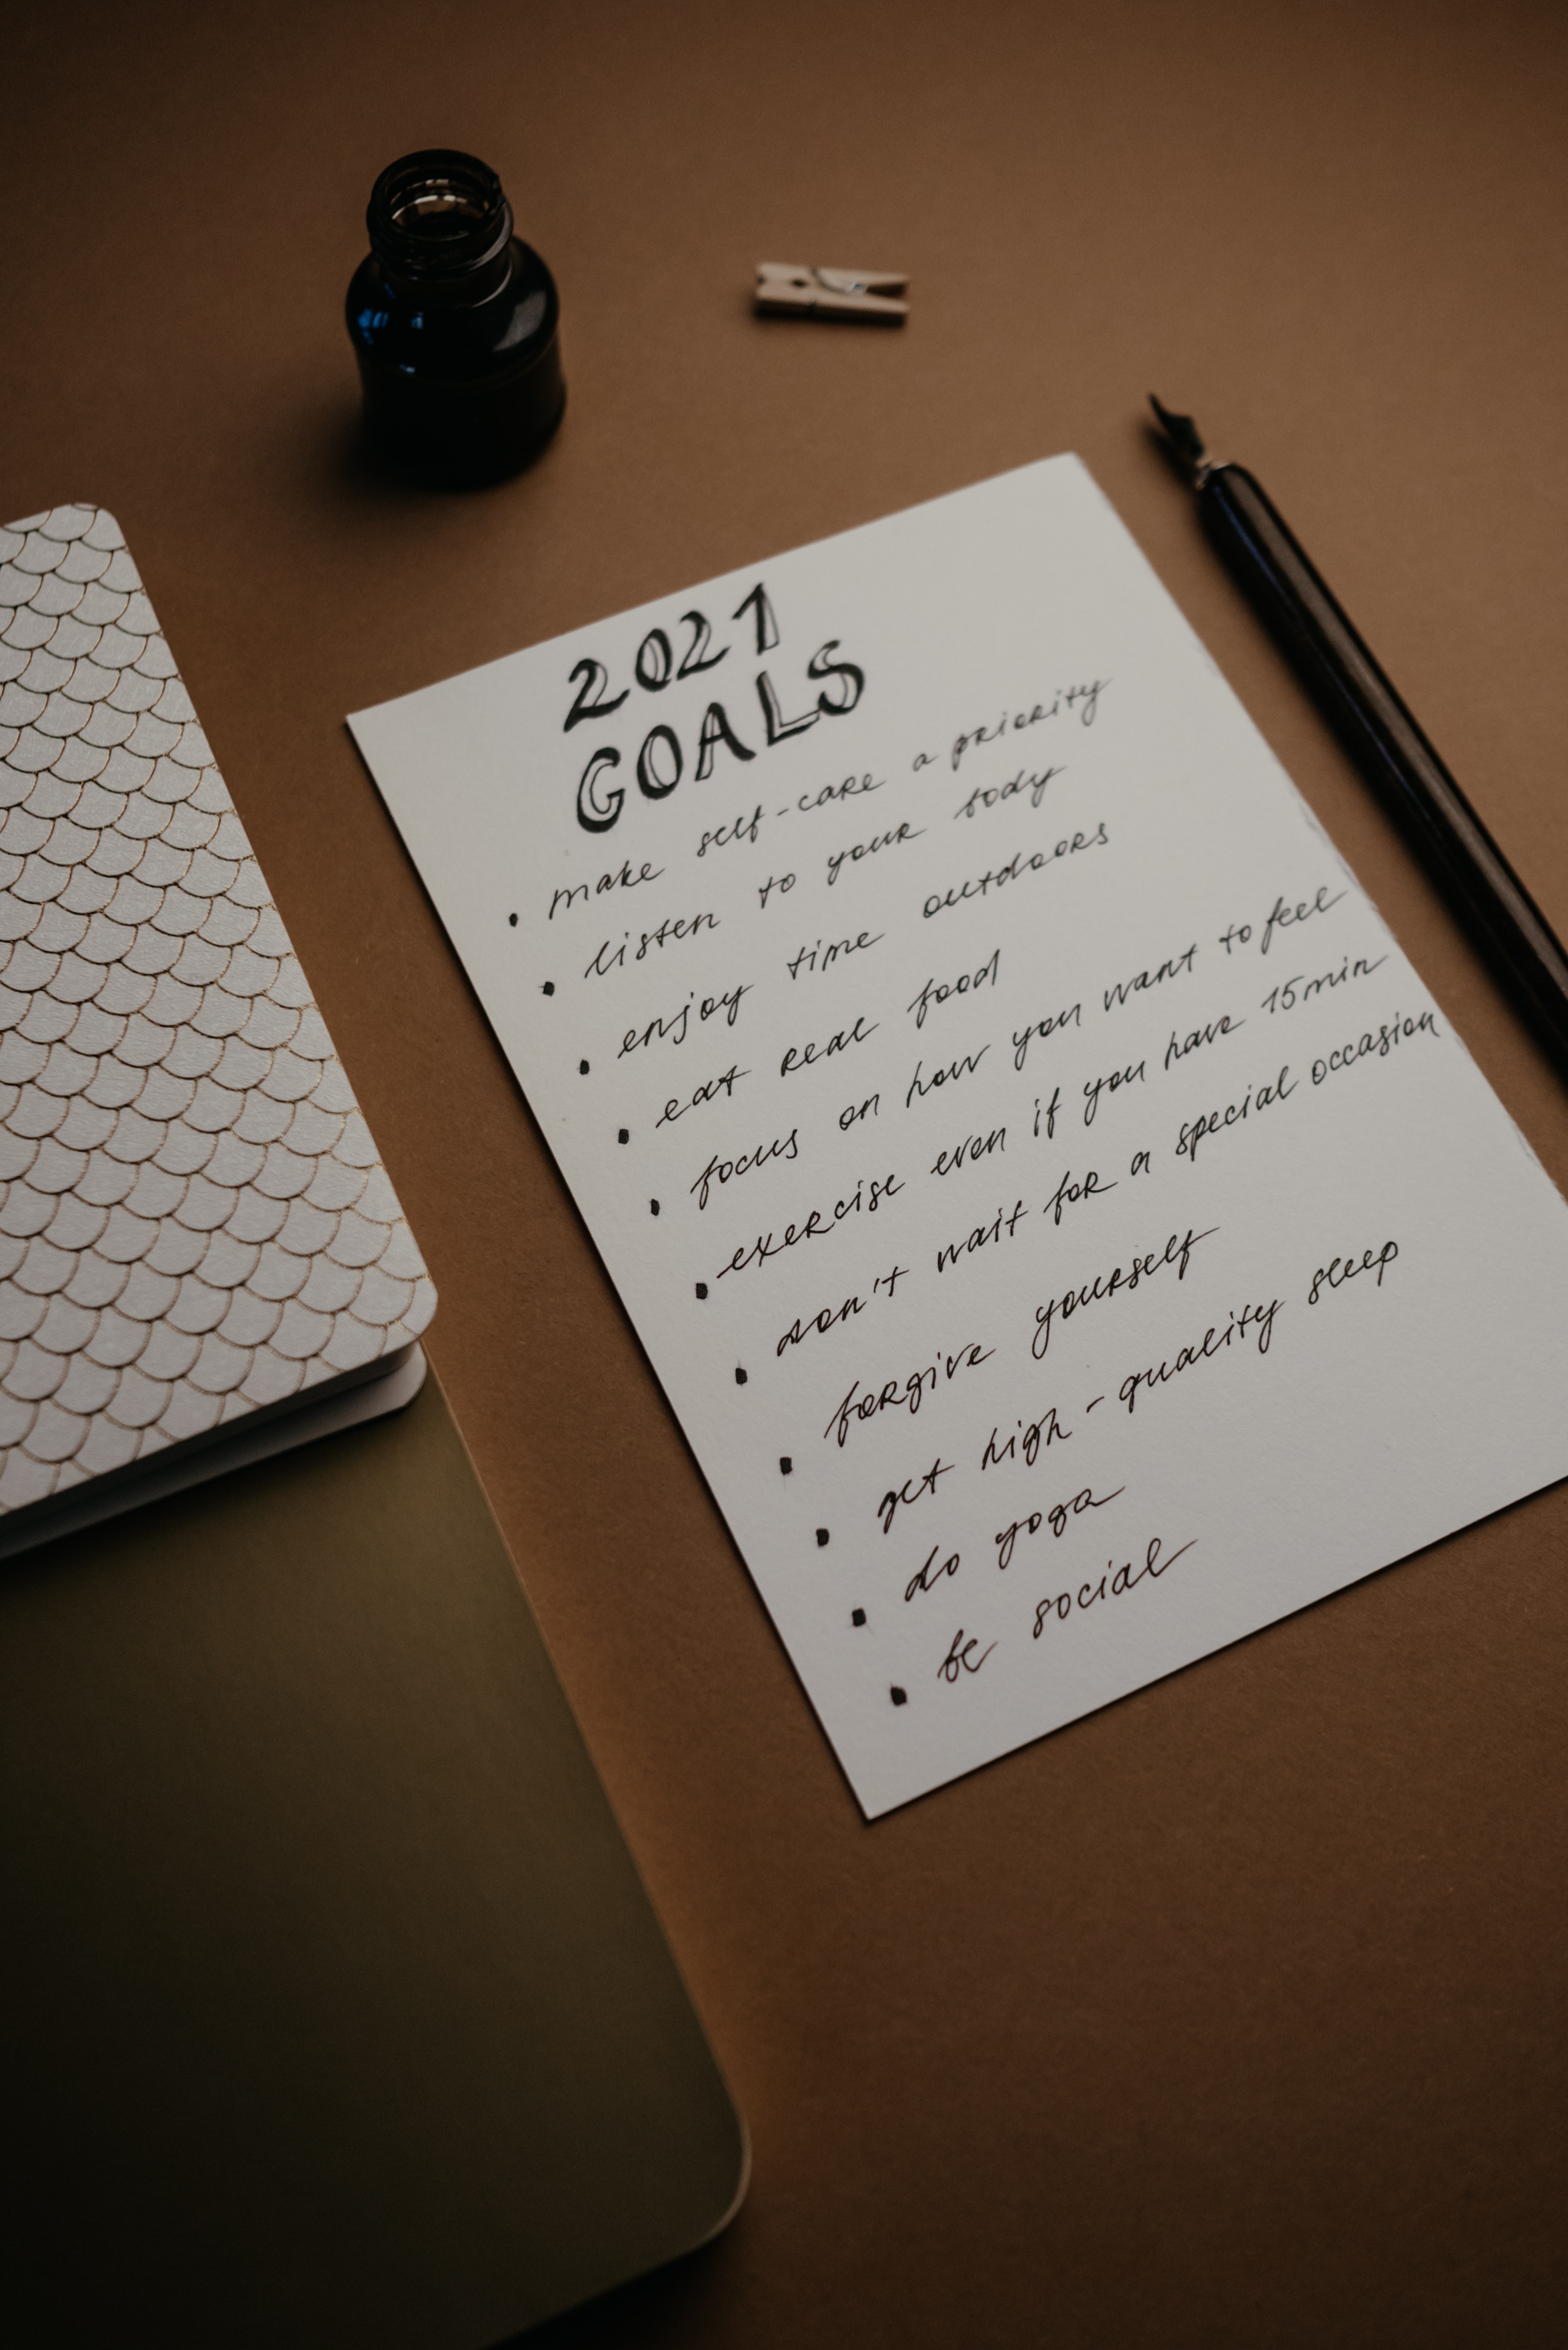 2021
GOALS
• make self-care a priority
• listen to your body
• enjoy time outdoors
• eat real food
• focus on how you want to feel
• exercise even if you have 15min
• don't wait for a special occasion
• forgive yourself
• get high-quality sleep
• do yoga
• be social